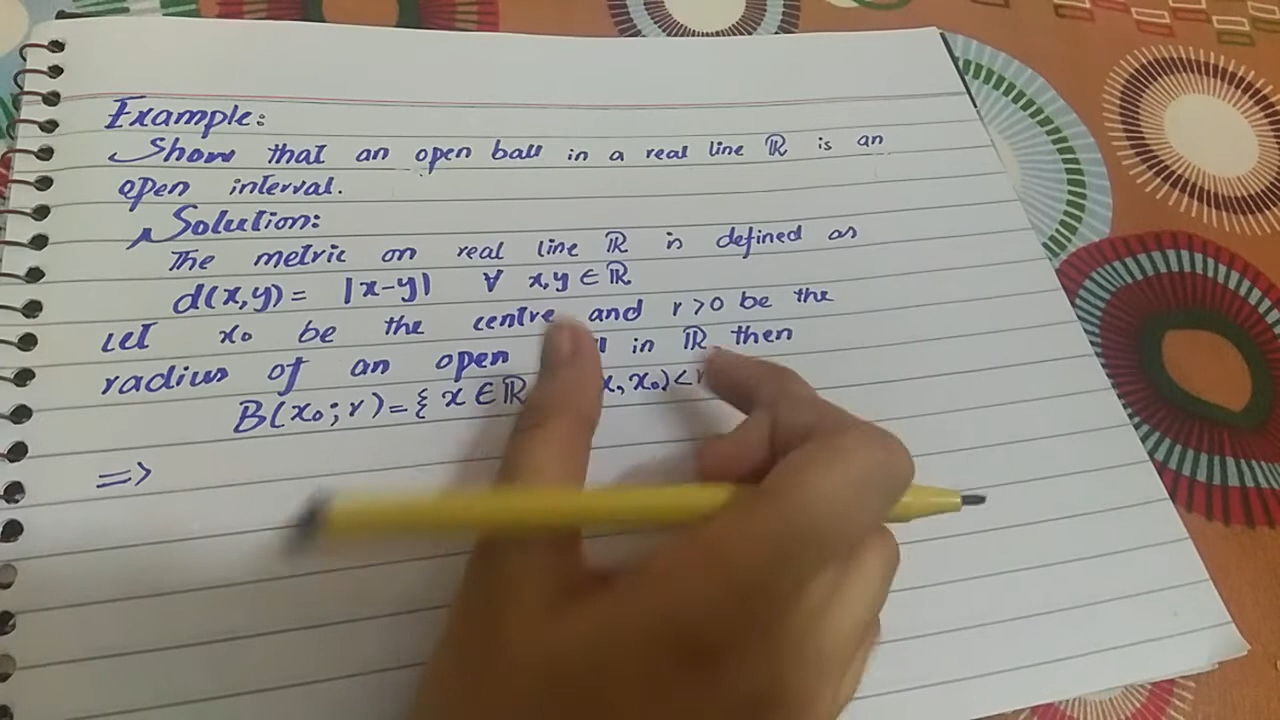 Example:
Show that an open ball in a real line ℝ is an
open interval.
Solution:
The metric on real line ℝ is defined as
d(x,y) = |x-y| ∀ x,y ∈ ℝ
Let x₀ be the centre and r>0 be the
radius of an open in ℝ, then
B(x₀;r) = { x ∈ ℝ x, x₀) < r
=>